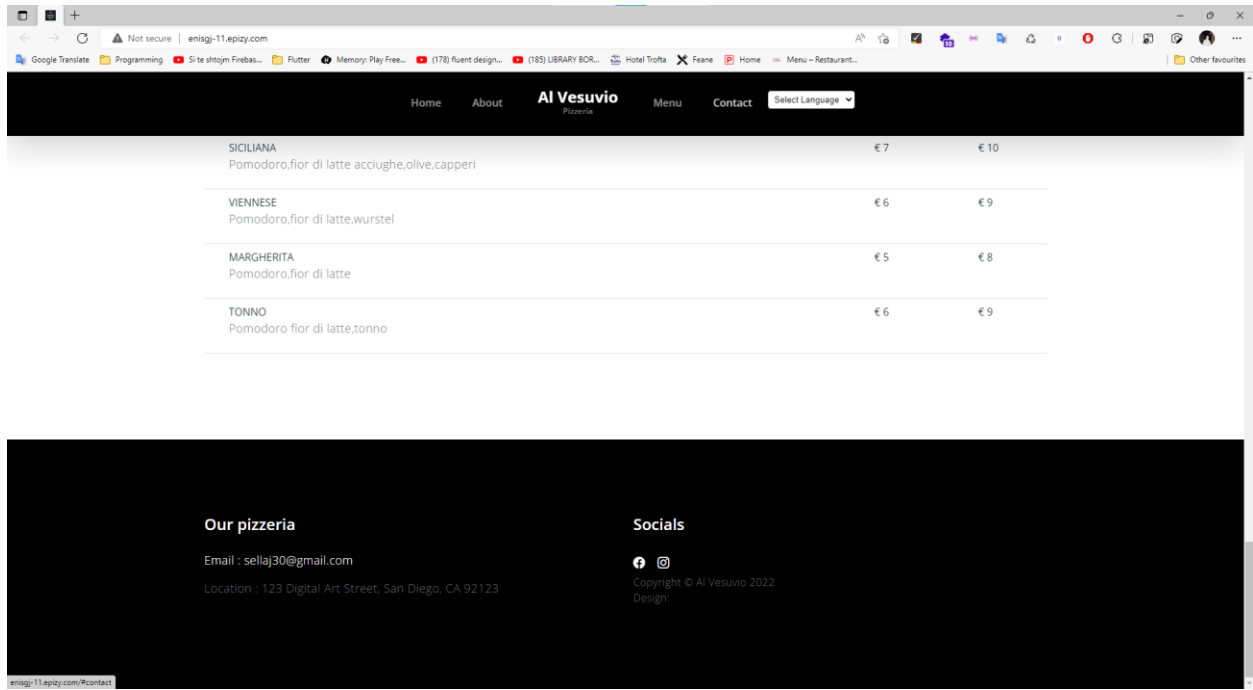 Not secure | enisgj-11.epizy.com
Google Translate Programming Si te shtojm Firebas... Flutter Memory: Play Free... (178) fluent design... (185) LIBRARY BOR... Hotel Trofta Feane Home Menu – Restaurant... Other favourites
Home About Al Vesuvio Menu Contact Select Language
Pizzeria
SICILIANA € 7 € 10
Pomodoro,fior di latte acciughe,olive,capperi
VIENNESE € 6 € 9
Pomodoro,fior di latte,wurstel
MARGHERITA € 5 € 8
Pomodoro,fior di latte
TONNO € 6 € 9
Pomodoro fior di latte,tonno
Our pizzeria
Email : sellaj30@gmail.com
Location : 123 Digital Art Street, San Diego, CA 92123
Socials
Copyright © Al Vesuvio 2022
Design:
enisgj-11.epizy.com/#contact